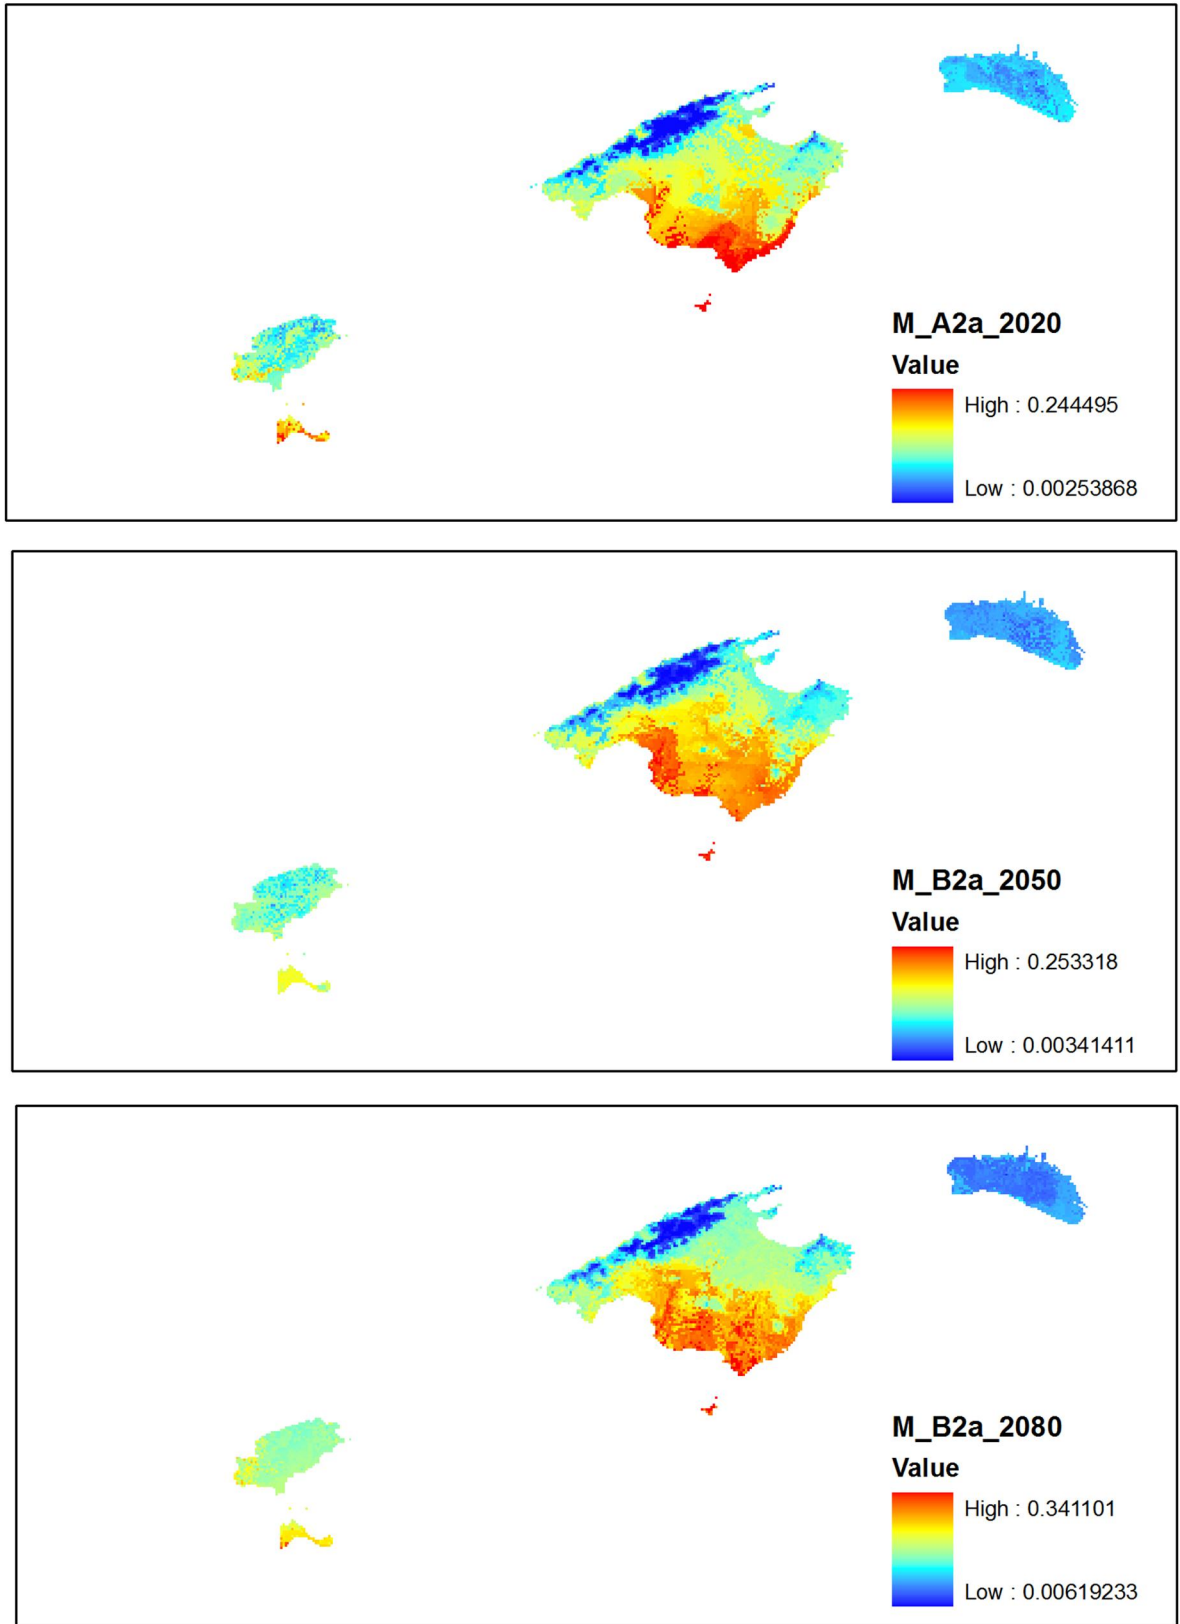 M_A2a_2020
Value
High : 0.244495
Low : 0.00253868
M_B2a_2050
Value
High : 0.253318
Low : 0.00341411
M_B2a_2080
Value
High : 0.341101
Low : 0.00619233